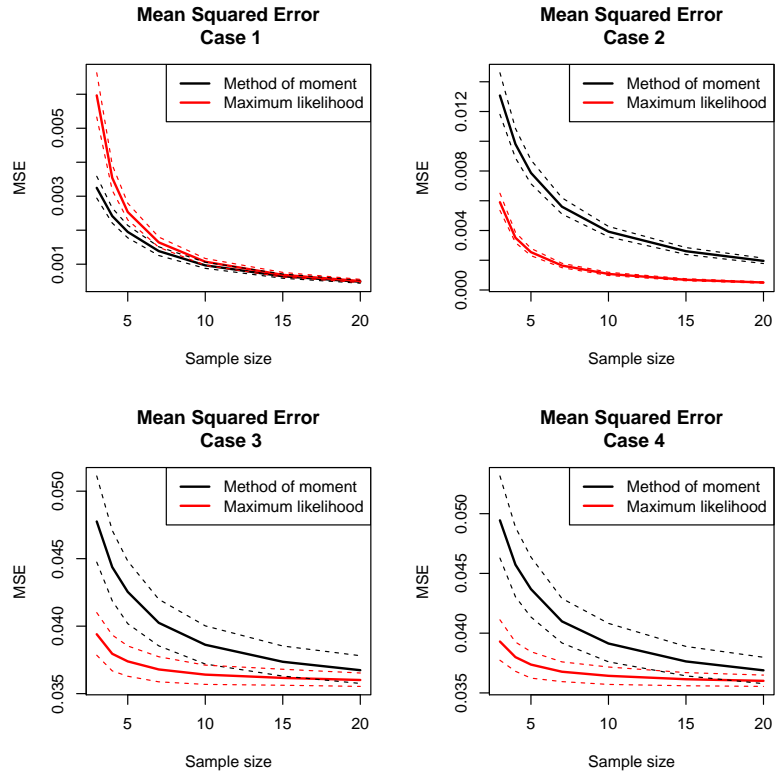 Mean Squared Error
Case 1
Method of moment
Maximum likelihood
MSE
0.005
0.003
0.001
5 10 15 20
Sample size
Mean Squared Error
Case 2
Method of moment
Maximum likelihood
MSE
0.012
0.008
0.004
0.000
5 10 15 20
Sample size
Mean Squared Error
Case 3
Method of moment
Maximum likelihood
MSE
0.050
0.045
0.040
0.035
5 10 15 20
Sample size
Mean Squared Error
Case 4
Method of moment
Maximum likelihood
MSE
0.050
0.045
0.040
0.035
5 10 15 20
Sample size